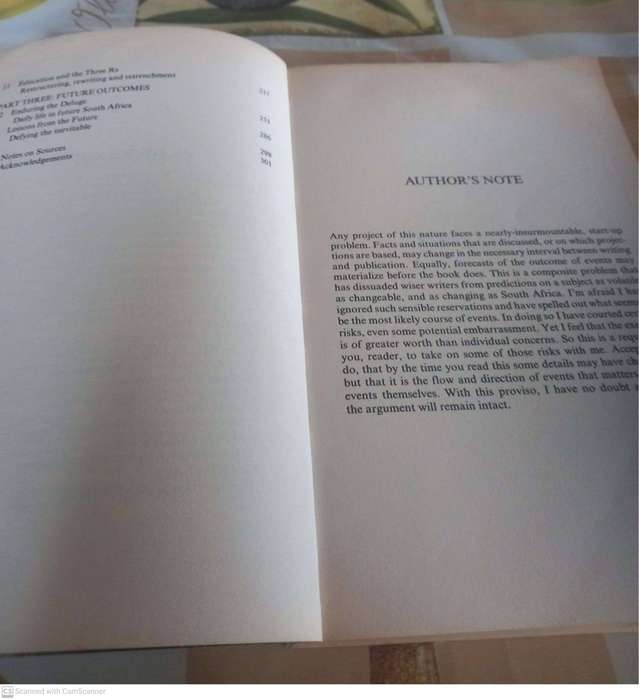 11 Education and the Three Rs
Restructuring, rewriting and retrenchment
PART THREE: FUTURE OUTCOMES
2 Enduring the Deluge
Daily life in future South Africa 251
Lessons from the Future
Defying the inevitable 286
Notes on Sources 298
Acknowledgements 301
AUTHOR'S NOTE
Any project of this nature faces a nearly-insurmountable, start-up
problem. Facts and situations that are discussed, or on which projec-
tions are based, may change in the necessary interval between writing
and publication. Equally, forecasts of the outcome of events may
materialize before the book does. This is a composite problem that
has dissuaded wiser writers from predictions on a subject as volatile
as changeable, and as changing as South Africa. I'm afraid I have
ignored such sensible reservations and have spelled out what seem
be the most likely course of events. In doing so I have courted
risks, even some potential embarrassment. Yet I feel that the
is of greater worth than individual concerns. So this is a
you, reader, to take on some of those risks with me. Accept
do, that by the time you read this some details may have
but that it is the flow and direction of events that matters
events themselves. With this proviso, I have no doubt
the argument will remain intact.
CS Scanned with CamScanner